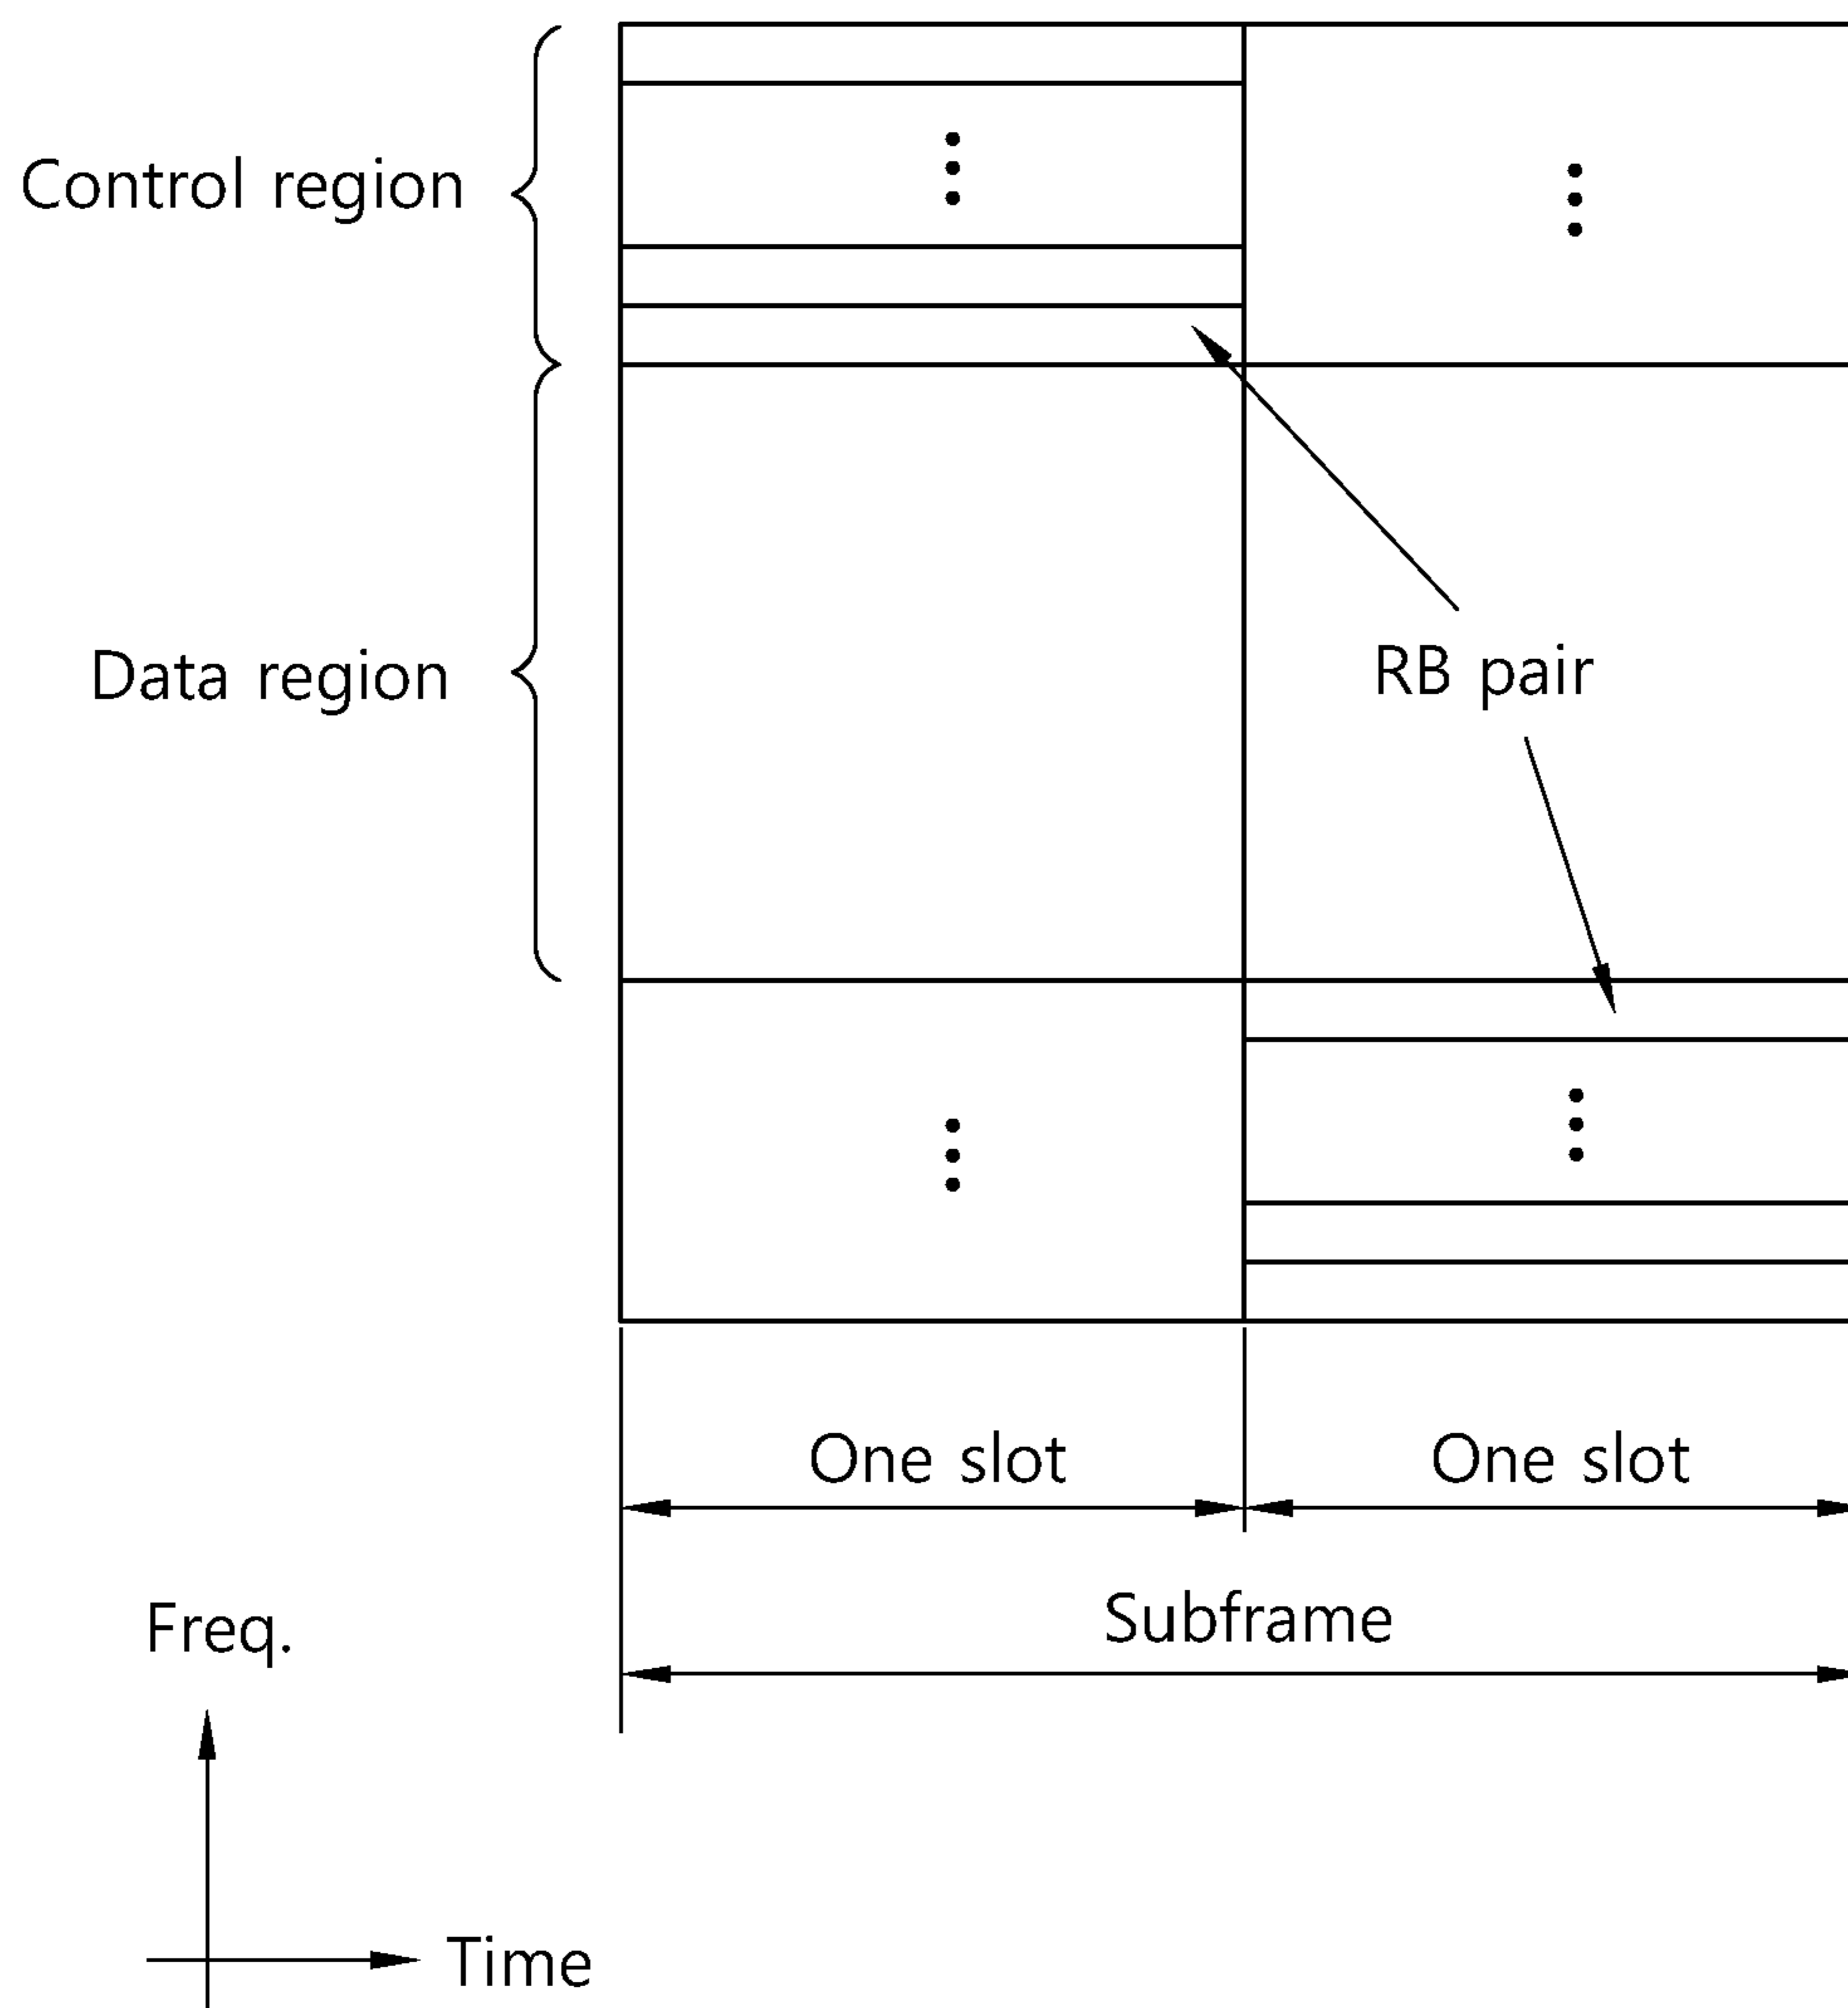 Control region
Data region
RB pair
One slot
One slot
Subframe
Freq.
Time